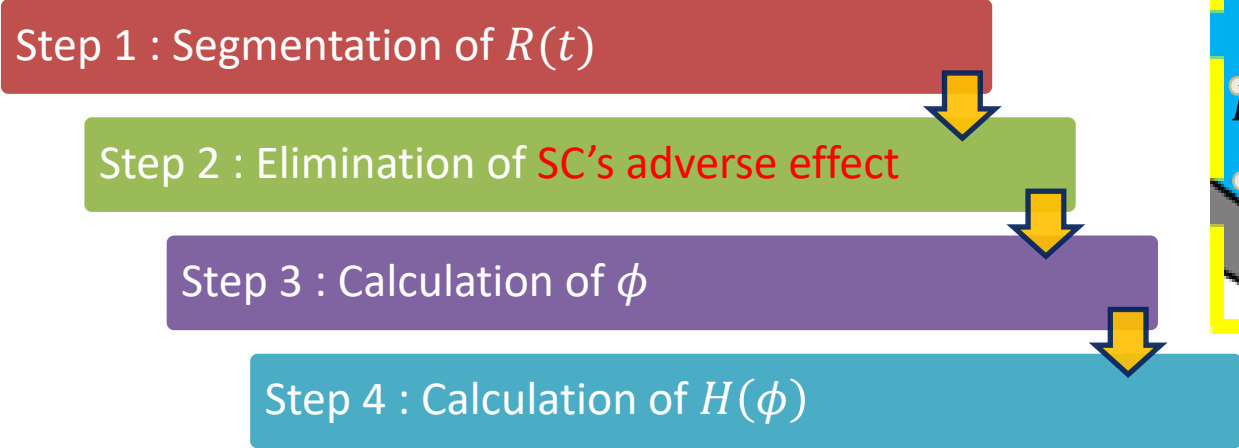 Step 1 : Segmentation of R(t)
Step 2 : Elimination of SC's adverse effect
Step 3 : Calculation of ϕ
Step 4 : Calculation of H(ϕ)